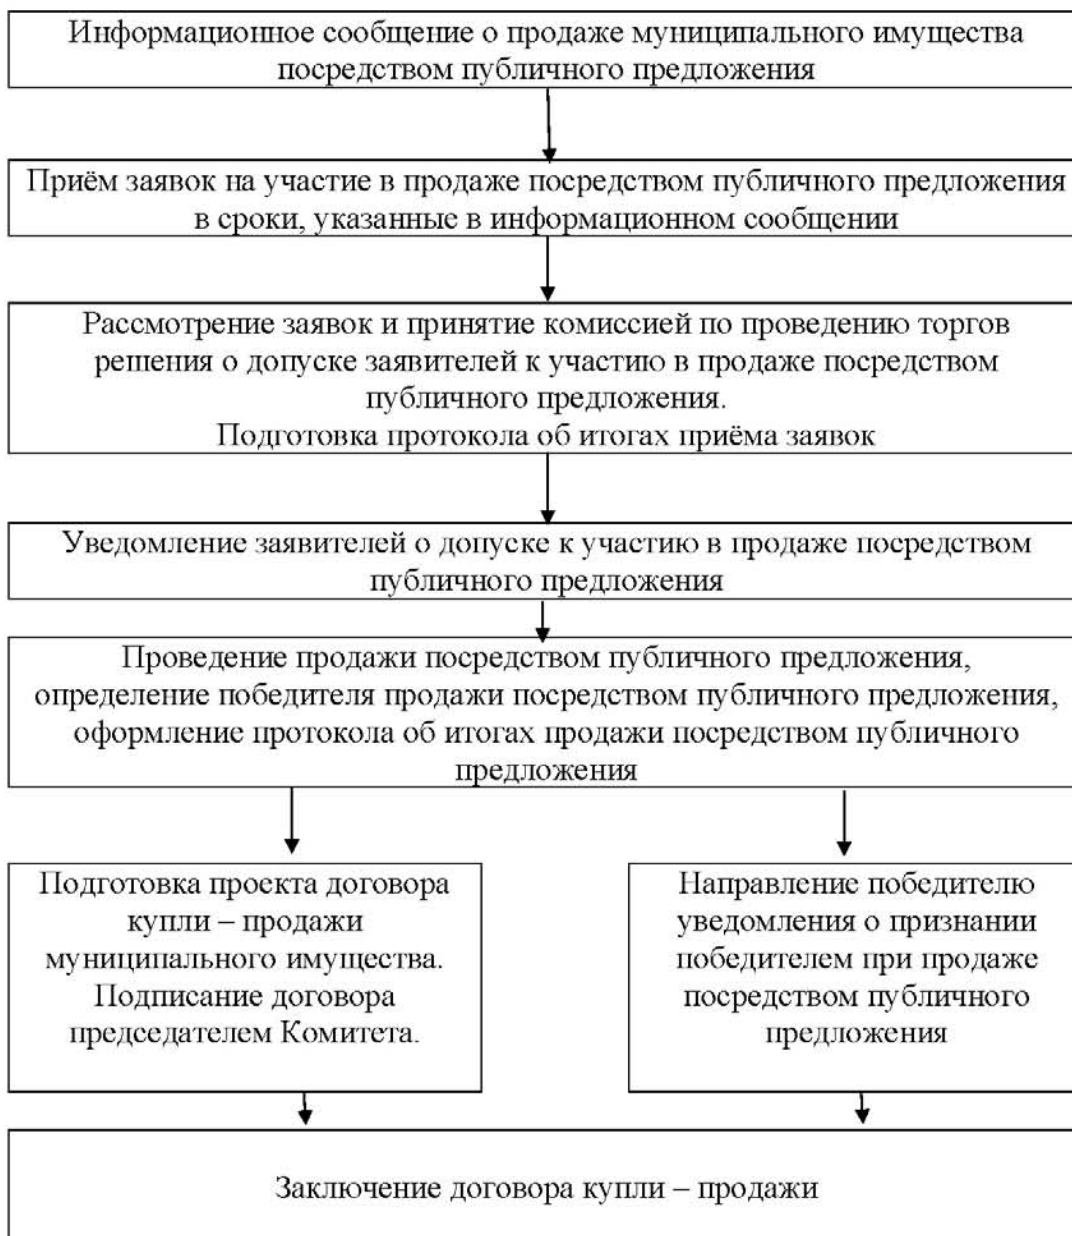 Информационное сообщение о продаже муниципального имущества
посредством публичного предложения
Приём заявок на участие в продаже посредством публичного предложения
в сроки, указанные в информационном сообщении
Рассмотрение заявок и принятие комиссией по проведению торгов
решения о допуске заявителей к участию в продаже посредством
публичного предложения.
Подготовка протокола об итогах приёма заявок
Уведомление заявителей о допуске к участию в продаже посредством
публичного предложения
Проведение продажи посредством публичного предложения,
определение победителя продажи посредством публичного предложения,
оформление протокола об итогах продажи посредством публичного
предложения
Подготовка проекта договора
купли – продажи
муниципального имущества.
Подписание договора
председателем Комитета.
Направление победителю
уведомления о признании
победителем при продаже
посредством публичного
предложения
Заключение договора купли – продажи